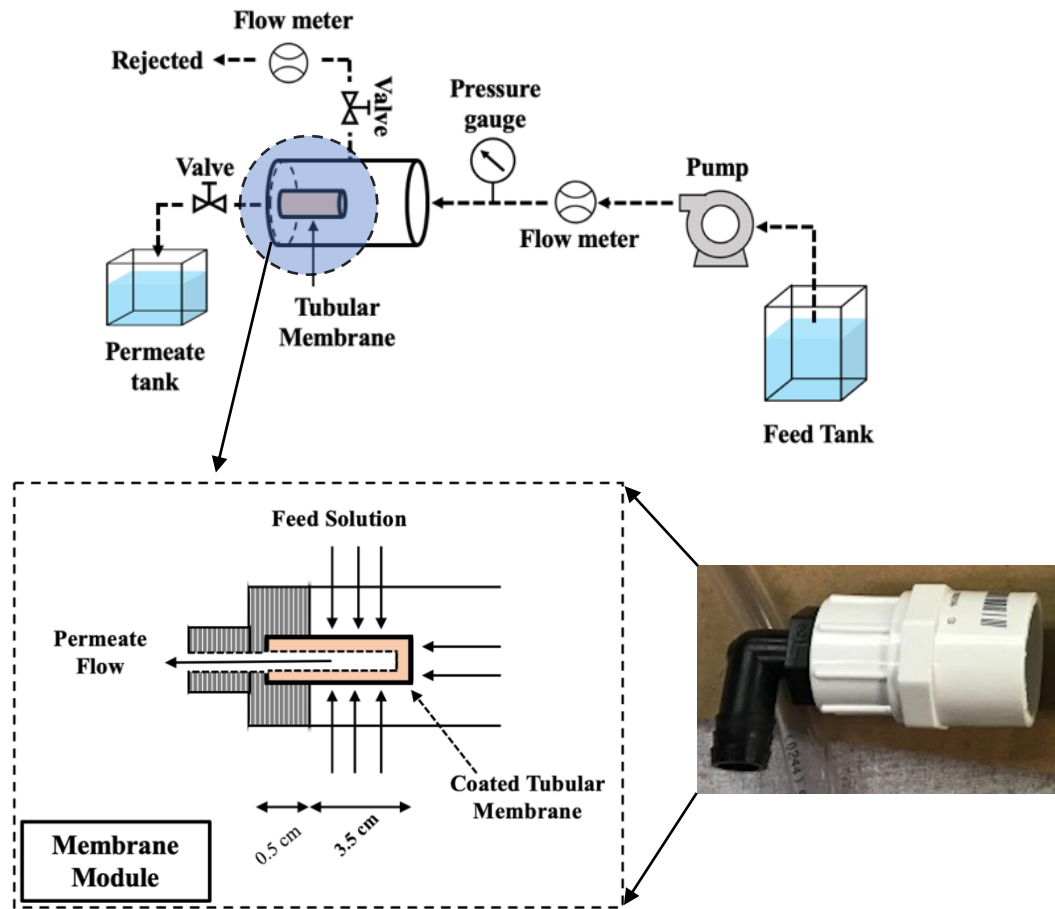 Flow meter
Rejected
Valve
Pressure
gauge
Valve
Pump
Flow meter
Tubular
Membrane
Permeate
tank
Feed Tank
Feed Solution
Permeate
Flow
Coated Tubular
Membrane
0.5 cm
3.5 cm
Membrane
Module
(0244)